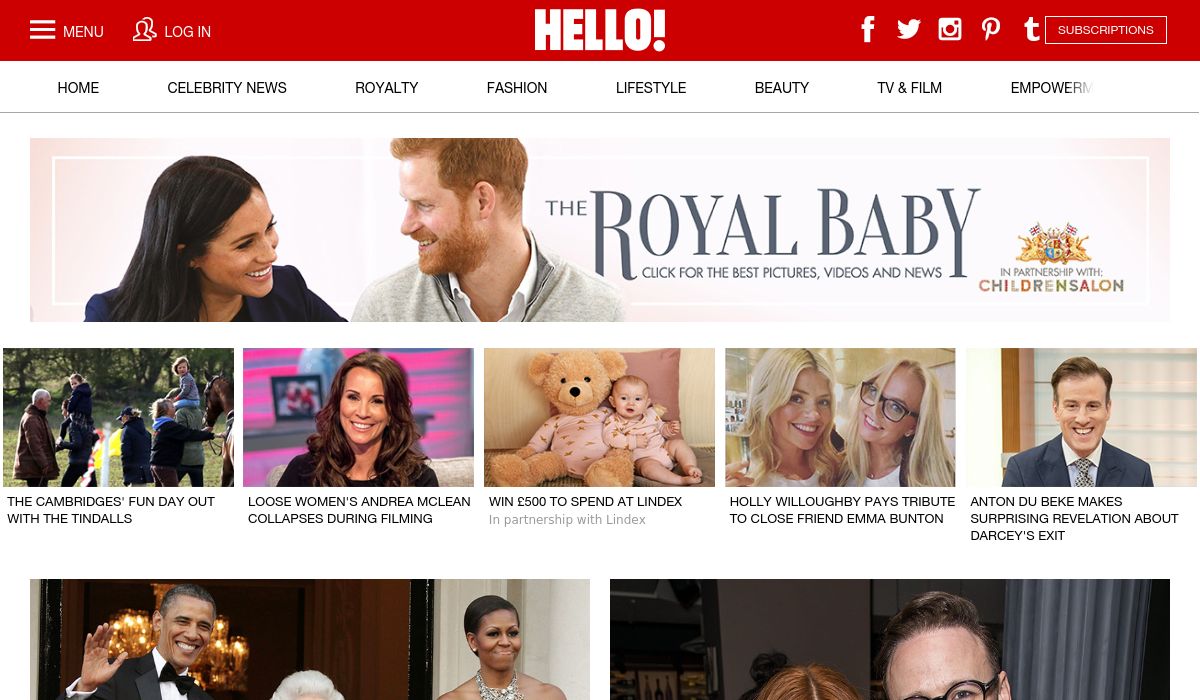 MENU
LOG IN
HELLO!
SUBSCRIPTIONS
HOME
CELEBRITY NEWS
ROYALTY
FASHION
LIFESTYLE
BEAUTY
TV & FILM
EMPOWERM
THE ROYAL BABY
CLICK FOR THE BEST PICTURES, VIDEOS AND NEWS
IN PARTNERSHIP WITH:
CHILDRENSALON
THE CAMBRIDGES' FUN DAY OUT
WITH THE TINDALLS
LOOSE WOMEN'S ANDREA MCLEAN
COLLAPSES DURING FILMING
WIN £500 TO SPEND AT LINDEX
In partnership with Lindex
HOLLY WILLOUGHBY PAYS TRIBUTE
TO CLOSE FRIEND EMMA BUNTON
ANTON DU BEKE MAKES
SURPRISING REVELATION ABOUT
DARCEY'S EXIT